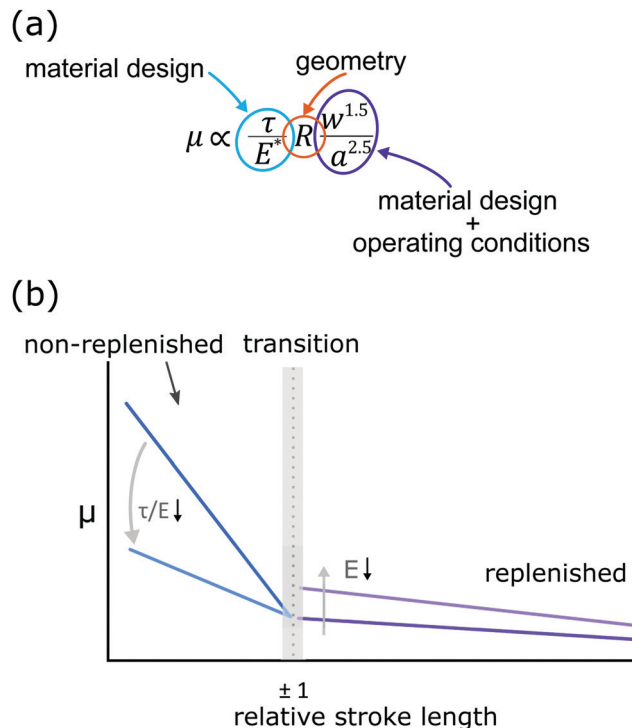 (a)
material design
geometry
μ ∝ τ/E* R w^1.5/a^2.5
material design
+
operating conditions
(b)
non-replenished
transition
μ
τ/E↓
E↓
replenished
± 1
relative stroke length